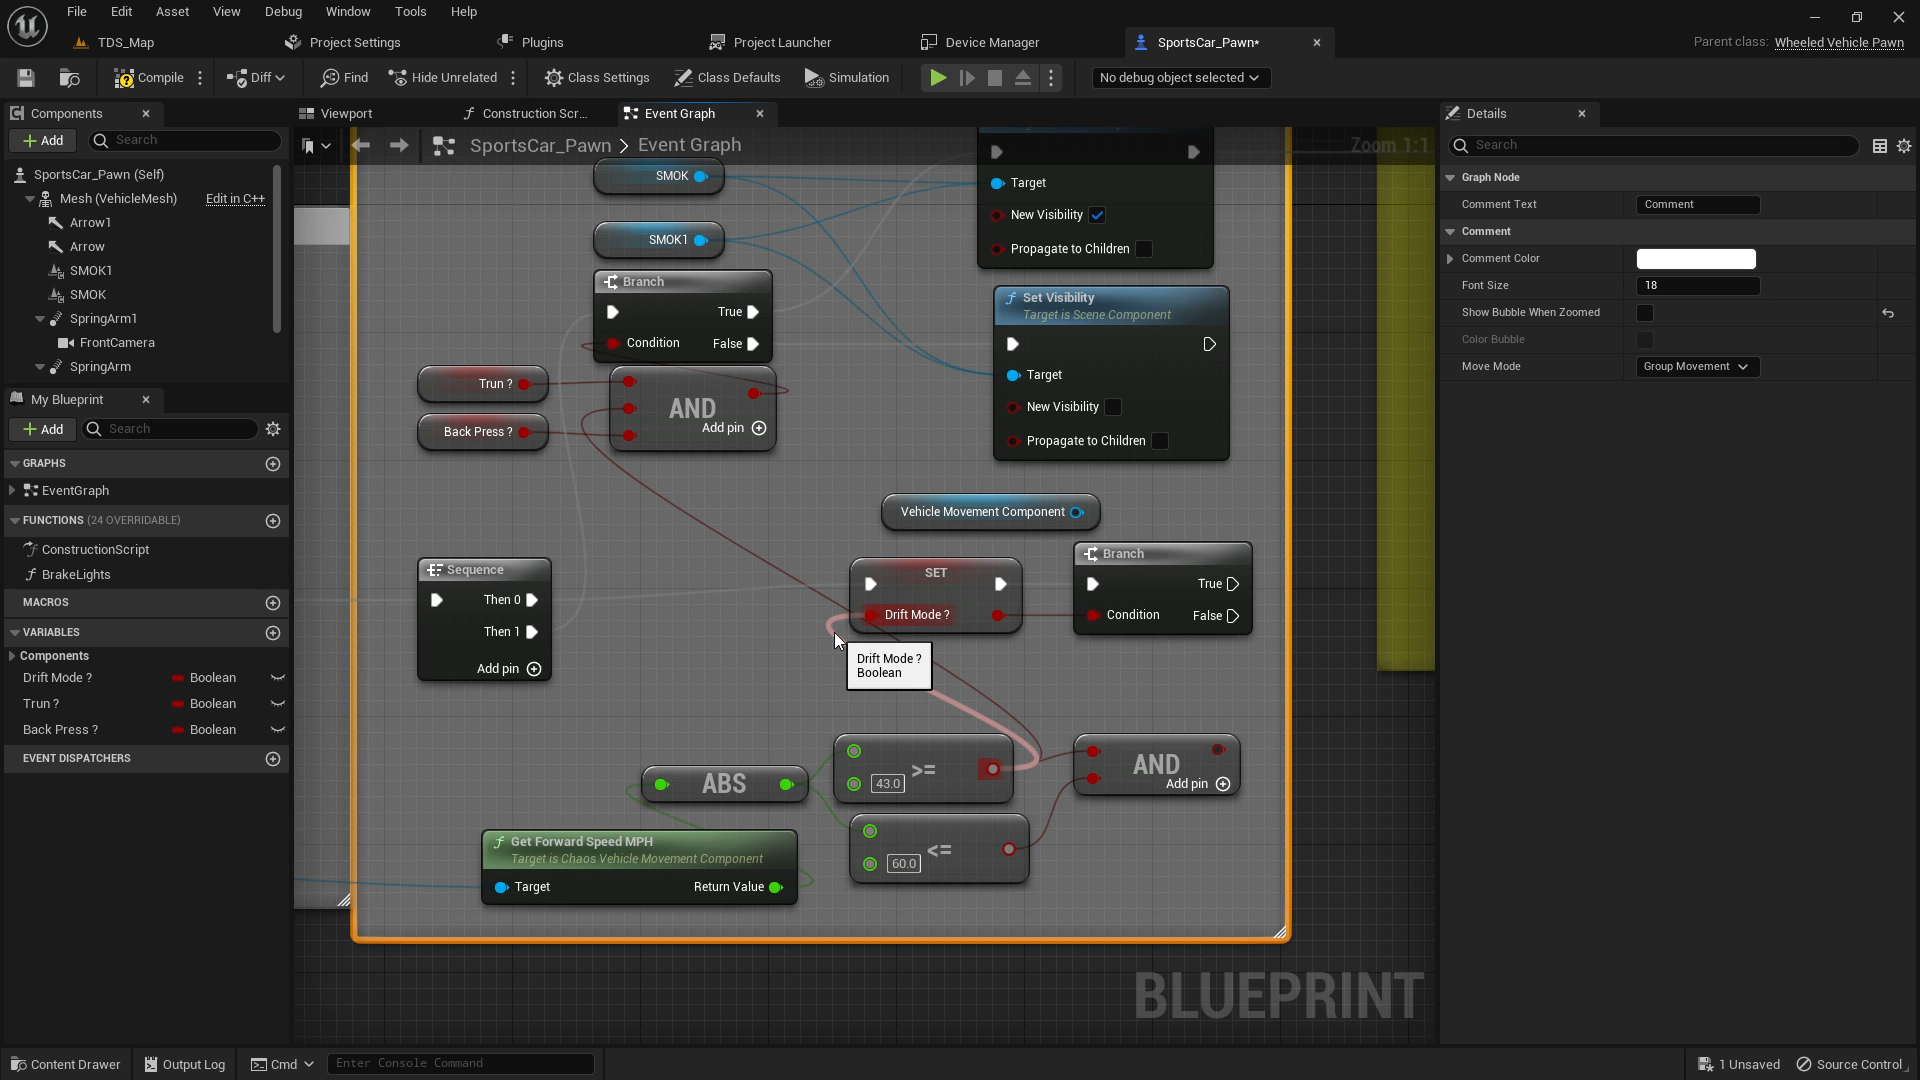 File Edit Asset View Debug Window Tools Help
TDS_Map
Project Settings
Plugins
Project Launcher
Device Manager
SportsCar_Pawn*
Parent class: Wheeled Vehicle Pawn
Compile
Diff
Find
Hide Unrelated
Class Settings
Class Defaults
Simulation
No debug object selected
Components
Add
Search
SportsCar_Pawn (Self)
Mesh (VehicleMesh) Edit in C++
Arrow1
Arrow
SMOK1
SMOK
SpringArm1
FrontCamera
SpringArm
My Blueprint
Add
Search
GRAPHS
EventGraph
FUNCTIONS (24 OVERRIDABLE)
ConstructionScript
BrakeLights
MACROS
VARIABLES
Components
Drift Mode ? Boolean
Trun ? Boolean
Back Press ? Boolean
EVENT DISPATCHERS
Viewport
Construction Scr...
Event Graph
SportsCar_Pawn > Event Graph
Zoom 1:1
SMOK
SMOK1
Target
New Visibility
Propagate to Children
Branch
True
Condition False
Set Visibility
Target is Scene Component
Target
New Visibility
Propagate to Children
Trun ?
Back Press ?
AND
Add pin
Vehicle Movement Component
Sequence
Then 0
Then 1
Add pin
SET
Drift Mode ?
Branch
True
Condition False
Drift Mode ?
Boolean
ABS
>=
43.0
AND
Add pin
<=
60.0
Get Forward Speed MPH
Target is Chaos Vehicle Movement Component
Target Return Value
BLUEPRINT
Details
Search
Graph Node
Comment Text Comment
Comment
Comment Color
Font Size 18
Show Bubble When Zoomed
Color Bubble
Move Mode Group Movement
Content Drawer
Output Log
Cmd
Enter Console Command
1 Unsaved
Source Control